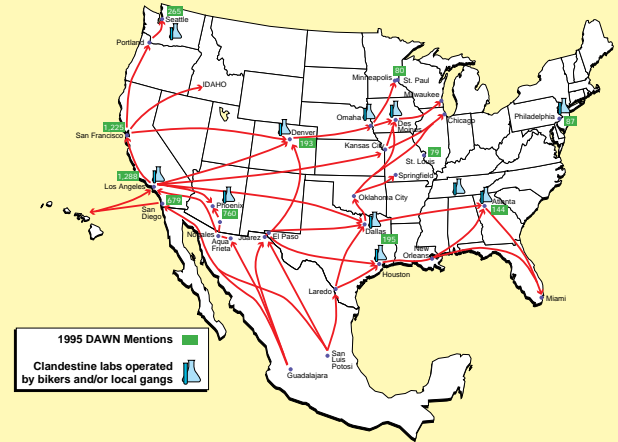 265
Seattle
Portland
80
Minneapolis
St. Paul
Milwaukee
IDAHO
Omaha
Des
Moines
Chicago
Philadelphia
87
1,225
San Francisco
Denver
193
Kansas City
79
St. Louis
1,288
Los Angeles
Springfield
San
Diego
679
Phoenix
760
Oklahoma City
Atlanta
144
Dallas
Nogales
Aqua
Frieta
Juarez
El Paso
195
Houston
New
Orleans
Laredo
Miami
San
Luis
Potosi
Guadalajara
1995 DAWN Mentions
Clandestine labs operated
by bikers and/or local gangs